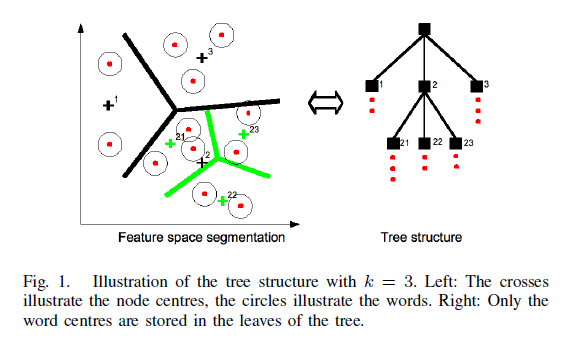 3
1
21
23
2
22
1
2
3
21
22
23
Feature space segmentation
Tree structure
Fig. 1. Illustration of the tree structure with k = 3. Left: The crosses
illustrate the node centres, the circles illustrate the words. Right: Only the
word centres are stored in the leaves of the tree.